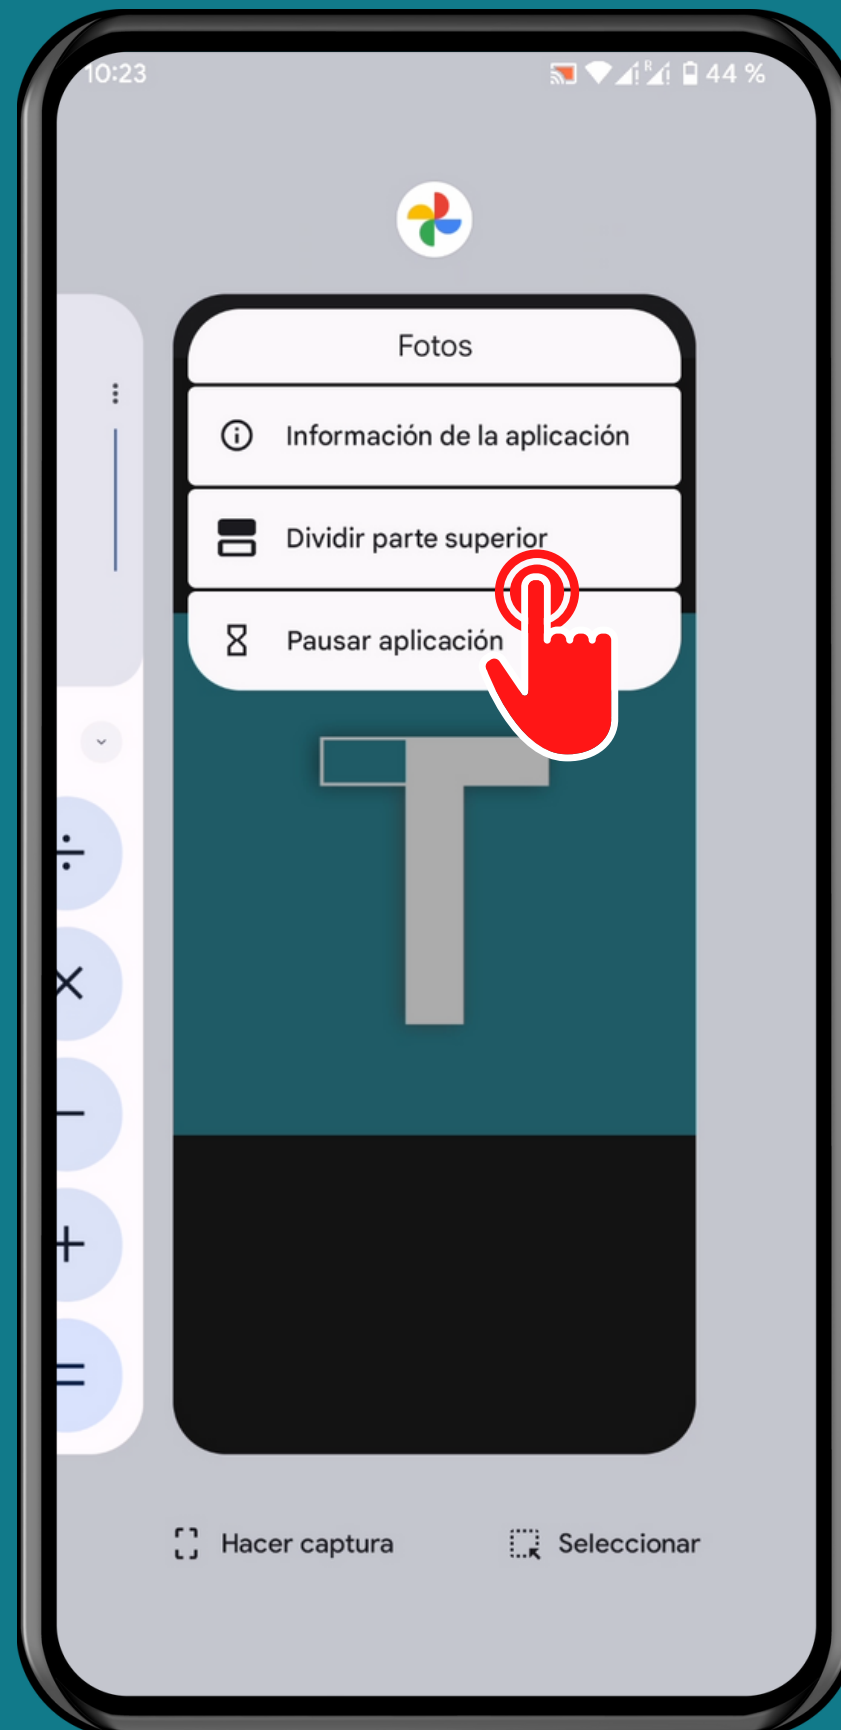 10:23
R
44 %
Fotos
Información de la aplicación
Dividir parte superior
Pausar aplicación
T
÷
×
−
+
=
Hacer captura
Seleccionar